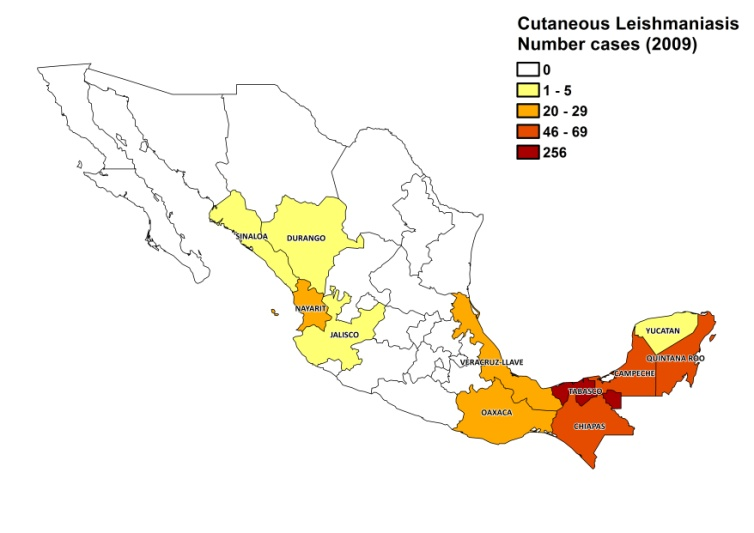 Cutaneous Leishmaniasis
Number cases (2009)
0
1 - 5
20 - 29
46 - 69
256
SINALOA
DURANGO
NAYARIT
JALISCO
YUCATAN
QUINTANA ROO
VERACRUZ-LLAVE
CAMPECHE
TABASCO
OAXACA
CHIAPAS